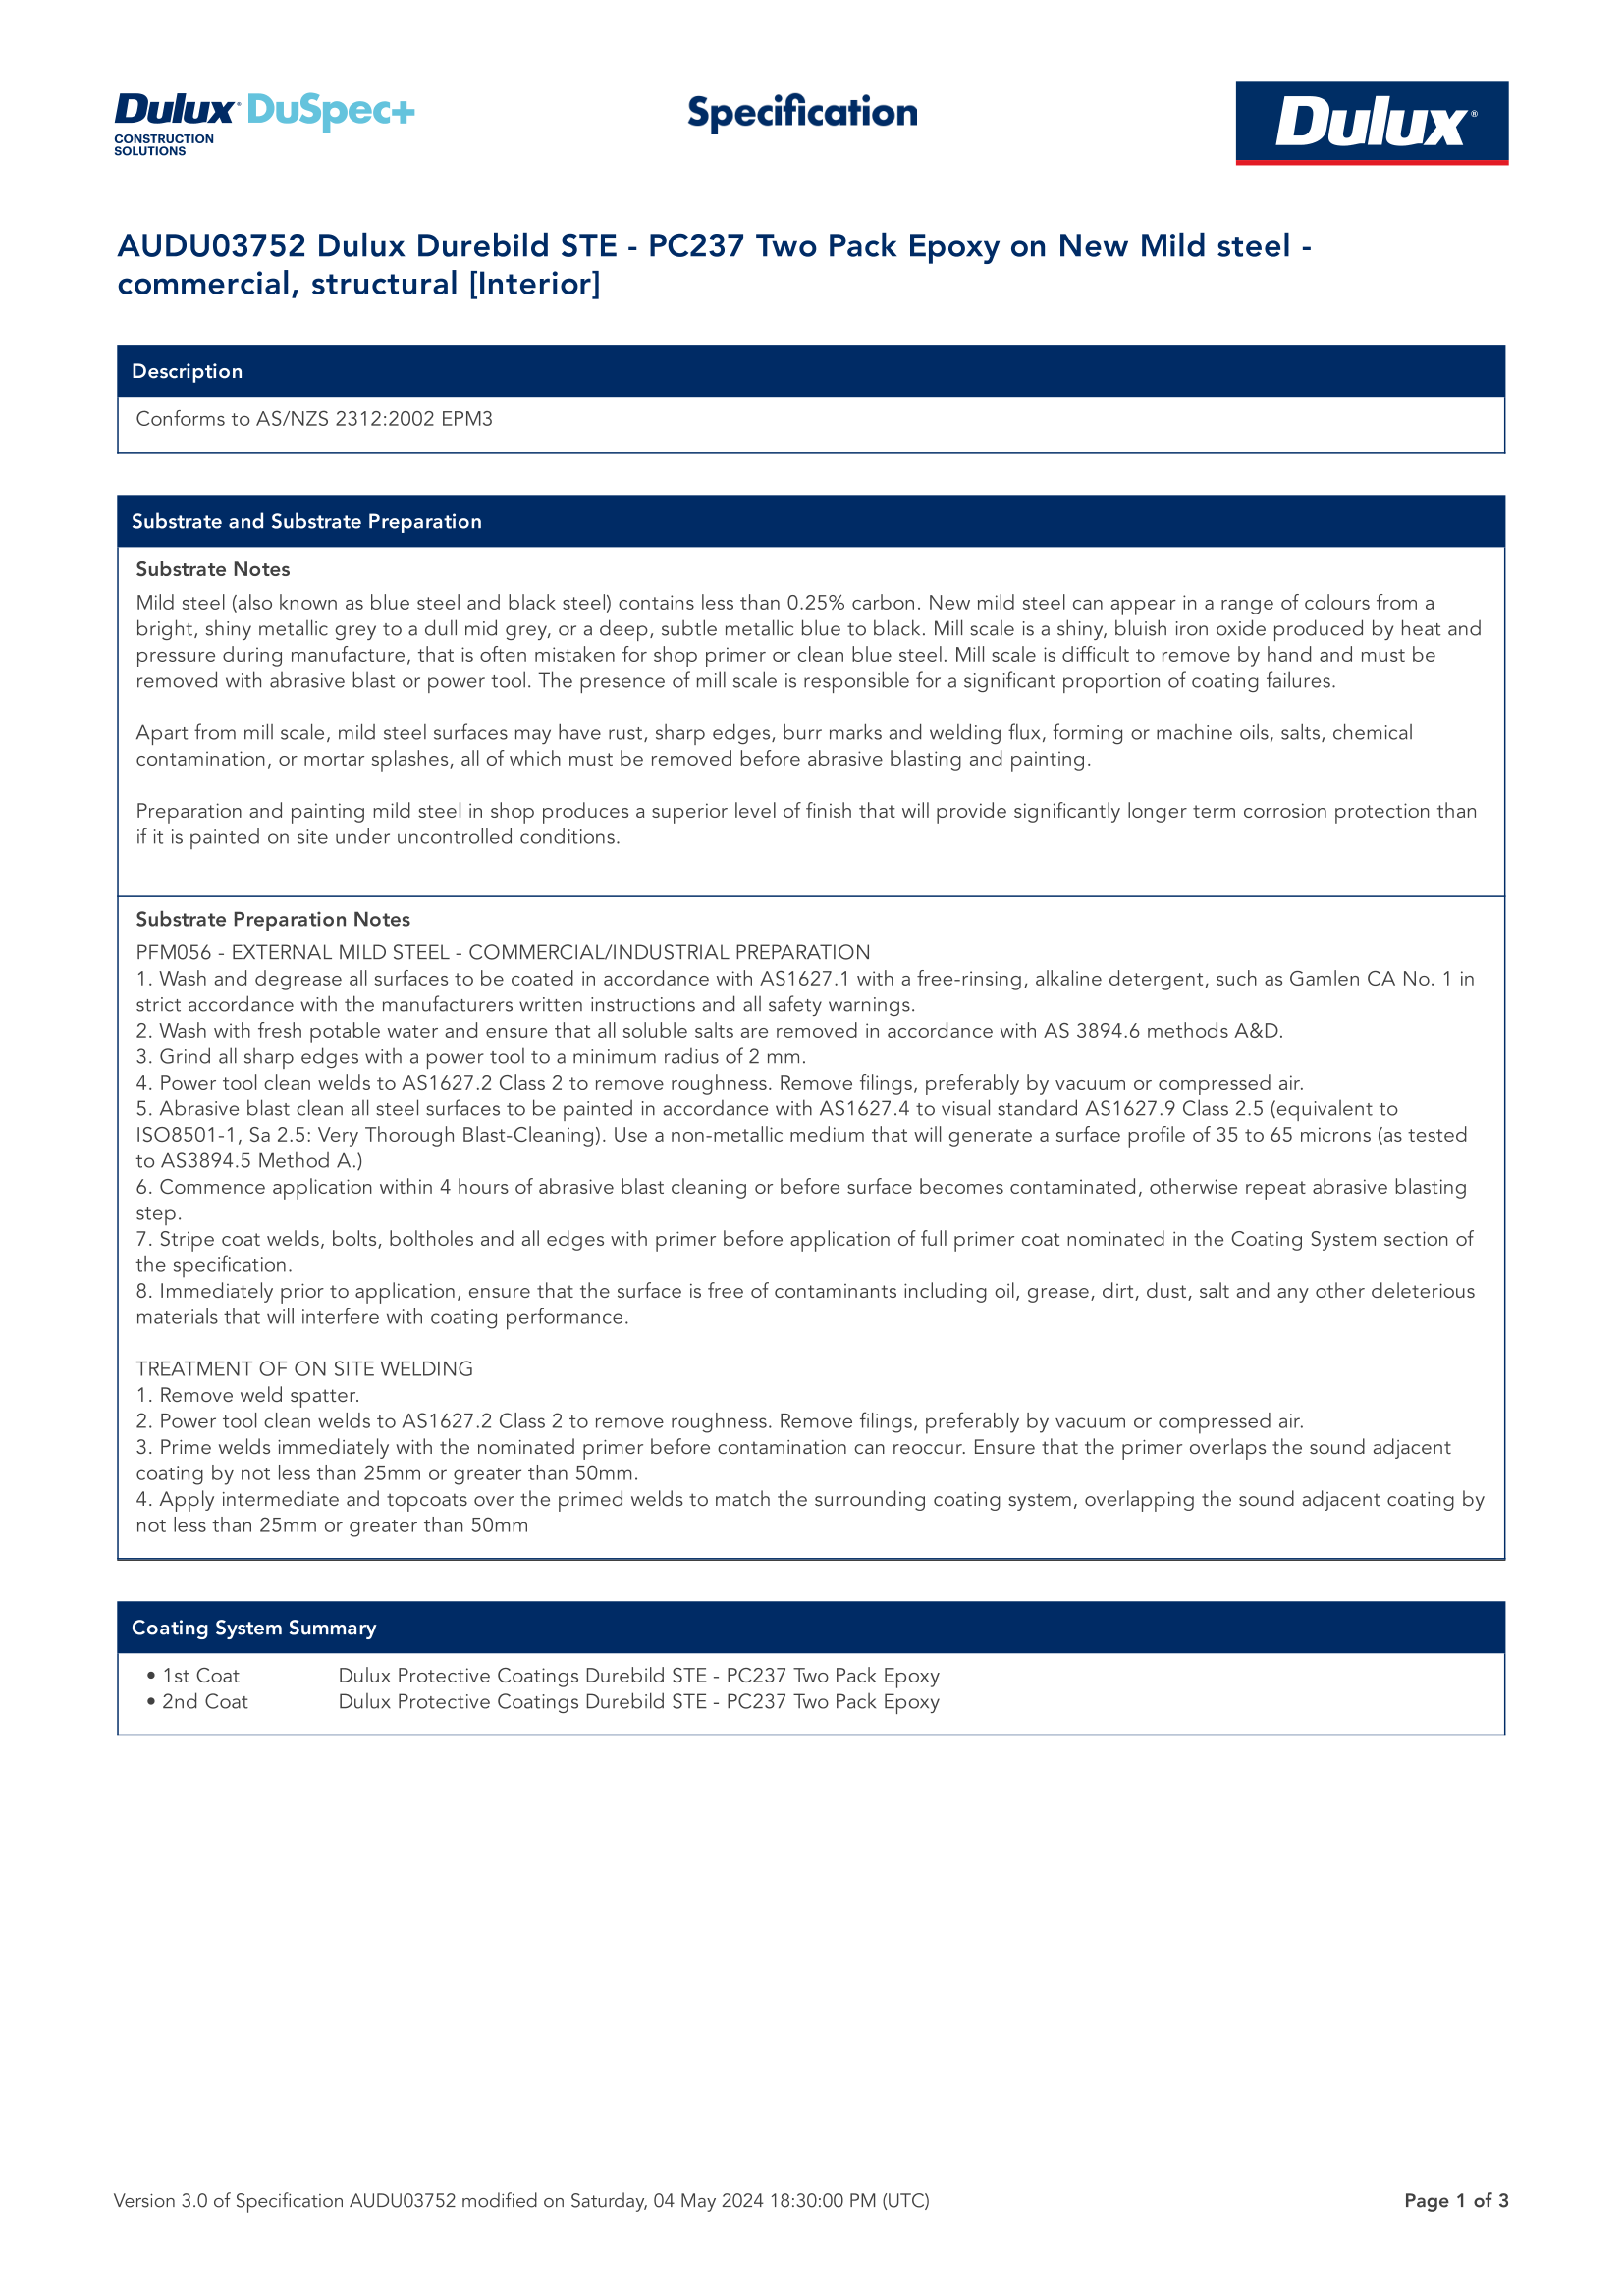 Dulux® DuSpec+
CONSTRUCTION
SOLUTIONS
Specification
Dulux®
AUDU03752 Dulux Durebild STE - PC237 Two Pack Epoxy on New Mild steel -
commercial, structural [Interior]
Description
Conforms to AS/NZS 2312:2002 EPM3
Substrate and Substrate Preparation
Substrate Notes
Mild steel (also known as blue steel and black steel) contains less than 0.25% carbon. New mild steel can appear in a range of colours from a
bright, shiny metallic grey to a dull mid grey, or a deep, subtle metallic blue to black. Mill scale is a shiny, bluish iron oxide produced by heat and
pressure during manufacture, that is often mistaken for shop primer or clean blue steel. Mill scale is difficult to remove by hand and must be
removed with abrasive blast or power tool. The presence of mill scale is responsible for a significant proportion of coating failures.
Apart from mill scale, mild steel surfaces may have rust, sharp edges, burr marks and welding flux, forming or machine oils, salts, chemical
contamination, or mortar splashes, all of which must be removed before abrasive blasting and painting.
Preparation and painting mild steel in shop produces a superior level of finish that will provide significantly longer term corrosion protection than
if it is painted on site under uncontrolled conditions.
Substrate Preparation Notes
PFM056 - EXTERNAL MILD STEEL - COMMERCIAL/INDUSTRIAL PREPARATION
1. Wash and degrease all surfaces to be coated in accordance with AS1627.1 with a free-rinsing, alkaline detergent, such as Gamlen CA No. 1 in
strict accordance with the manufacturers written instructions and all safety warnings.
2. Wash with fresh potable water and ensure that all soluble salts are removed in accordance with AS 3894.6 methods A&D.
3. Grind all sharp edges with a power tool to a minimum radius of 2 mm.
4. Power tool clean welds to AS1627.2 Class 2 to remove roughness. Remove filings, preferably by vacuum or compressed air.
5. Abrasive blast clean all steel surfaces to be painted in accordance with AS1627.4 to visual standard AS1627.9 Class 2.5 (equivalent to
ISO8501-1, Sa 2.5: Very Thorough Blast-Cleaning). Use a non-metallic medium that will generate a surface profile of 35 to 65 microns (as tested
to AS3894.5 Method A.)
6. Commence application within 4 hours of abrasive blast cleaning or before surface becomes contaminated, otherwise repeat abrasive blasting
step.
7. Stripe coat welds, bolts, boltholes and all edges with primer before application of full primer coat nominated in the Coating System section of
the specification.
8. Immediately prior to application, ensure that the surface is free of contaminants including oil, grease, dirt, dust, salt and any other deleterious
materials that will interfere with coating performance.
TREATMENT OF ON SITE WELDING
1. Remove weld spatter.
2. Power tool clean welds to AS1627.2 Class 2 to remove roughness. Remove filings, preferably by vacuum or compressed air.
3. Prime welds immediately with the nominated primer before contamination can reoccur. Ensure that the primer overlaps the sound adjacent
coating by not less than 25mm or greater than 50mm.
4. Apply intermediate and topcoats over the primed welds to match the surrounding coating system, overlapping the sound adjacent coating by
not less than 25mm or greater than 50mm
Coating System Summary
• 1st Coat Dulux Protective Coatings Durebild STE - PC237 Two Pack Epoxy
• 2nd Coat Dulux Protective Coatings Durebild STE - PC237 Two Pack Epoxy
Version 3.0 of Specification AUDU03752 modified on Saturday, 04 May 2024 18:30:00 PM (UTC)
Page 1 of 3